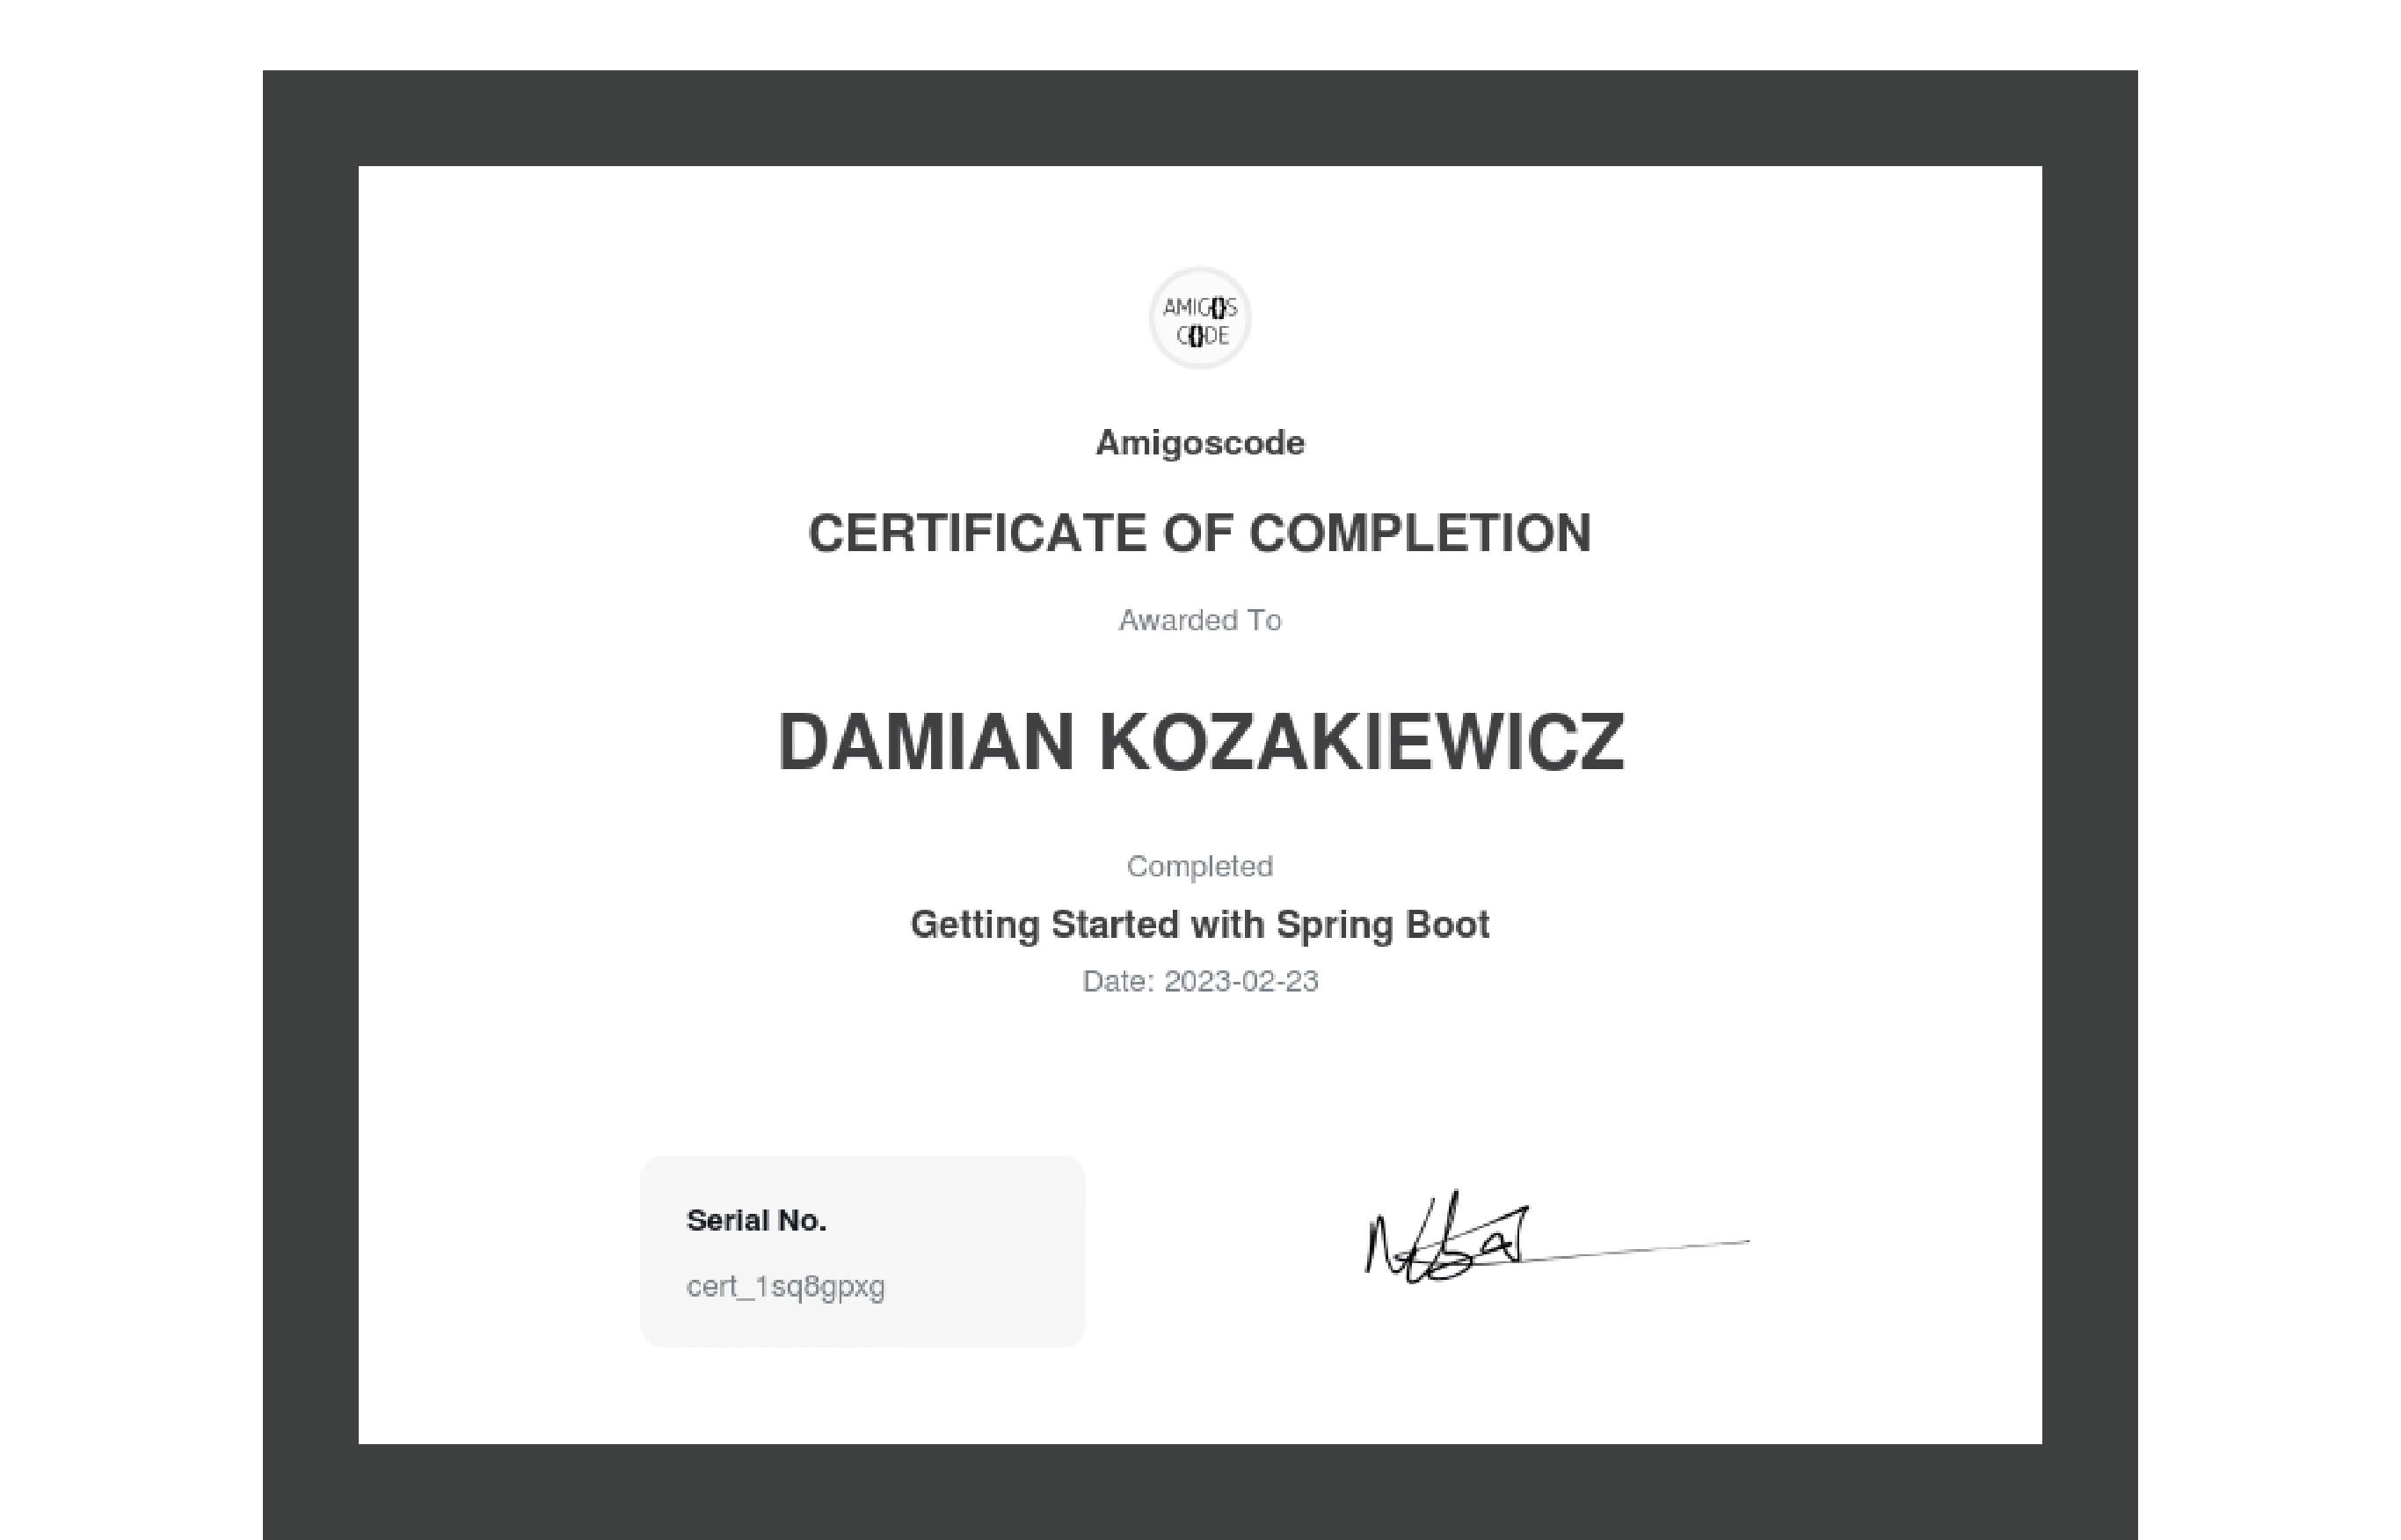 AMIG{}S
C{}DE
Amigoscode
CERTIFICATE OF COMPLETION
Awarded To
DAMIAN KOZAKIEWICZ
Completed
Getting Started with Spring Boot
Date: 2023-02-23
Serial No.
cert_1sq8gpxg